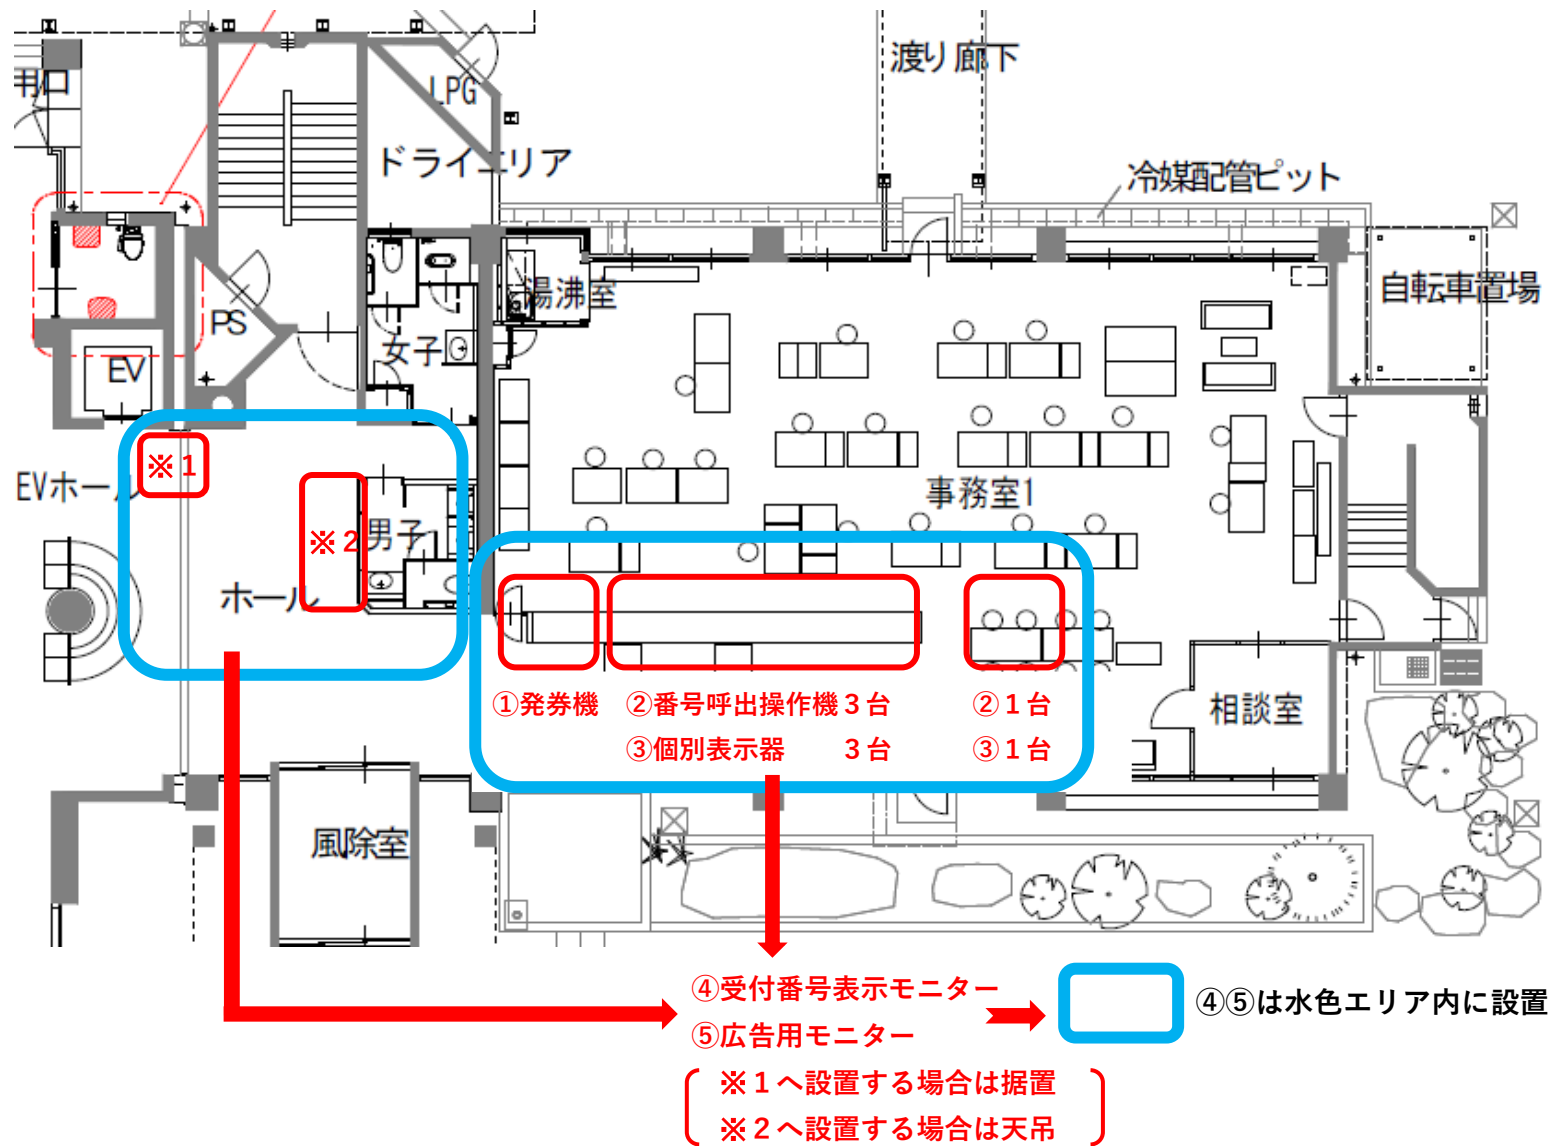 渡り廊下
用口
LPG
ドライエリア
冷媒配管ピット
自転車置場
湯沸室
PS
女子
EV
※1
EVホール
事務室1
※2
男子
ホール
①発券機 ②番号呼出操作機3台 ②1台
③個別表示器 3台 ③1台
相談室
風除室
④受付番号表示モニター
⑤広告用モニター
④⑤は水色エリア内に設置
※1へ設置する場合は据置
※2へ設置する場合は天吊